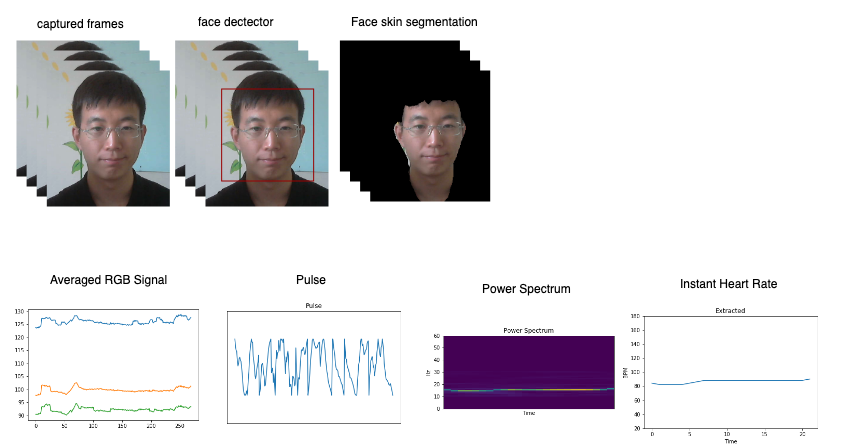 captured frames
face dectector
Face skin segmentation
Averaged RGB Signal
Pulse
Power Spectrum
Instant Heart Rate
130
125
120
115
110
105
100
95
90
0
50
100
150
200
250
Pulse
Power Spectrum
60
50
40
30
20
10
0
Hz
Time
Extracted
180
160
140
120
100
80
60
40
20
BPM
0
5
10
15
20
Time